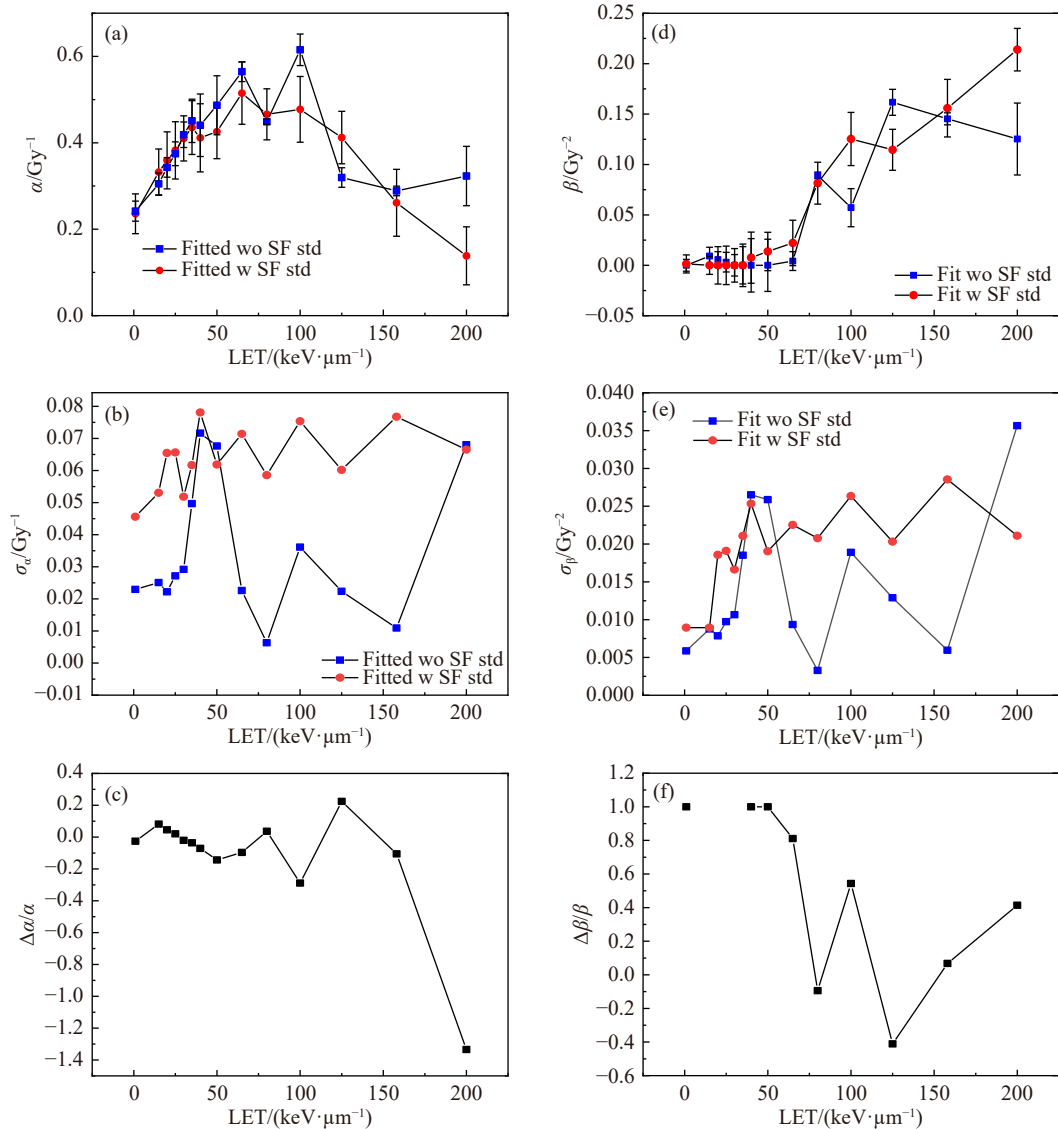 (a)
0.6
0.4
0.2
0.0
α/Gy⁻¹
Fitted wo SF std
Fitted w SF std
0 50 100 150 200
LET/(keV·µm⁻¹)
(d)
0.25
0.20
0.15
0.10
0.05
0.00
−0.05
β/Gy⁻²
Fit wo SF std
Fit w SF std
0 50 100 150 200
LET/(keV·µm⁻¹)
(b)
0.08
0.07
0.06
0.05
0.04
0.03
0.02
0.01
0.00
−0.01
σα/Gy⁻¹
Fitted wo SF std
Fitted w SF std
0 50 100 150 200
LET/(keV·µm⁻¹)
(e)
0.040
0.035
0.030
0.025
0.020
0.015
0.010
0.005
0.000
σβ/Gy⁻²
Fit wo SF std
Fit w SF std
0 50 100 150 200
LET/(keV·µm⁻¹)
(c)
0.4
0.2
0.0
−0.2
−0.4
−0.6
−0.8
−1.0
−1.2
−1.4
Δα/α
0 50 100 150 200
LET/(keV·µm⁻¹)
(f)
1.2
1.0
0.8
0.6
0.4
0.2
0.0
−0.2
−0.4
−0.6
Δβ/β
0 50 100 150 200
LET/(keV·µm⁻¹)